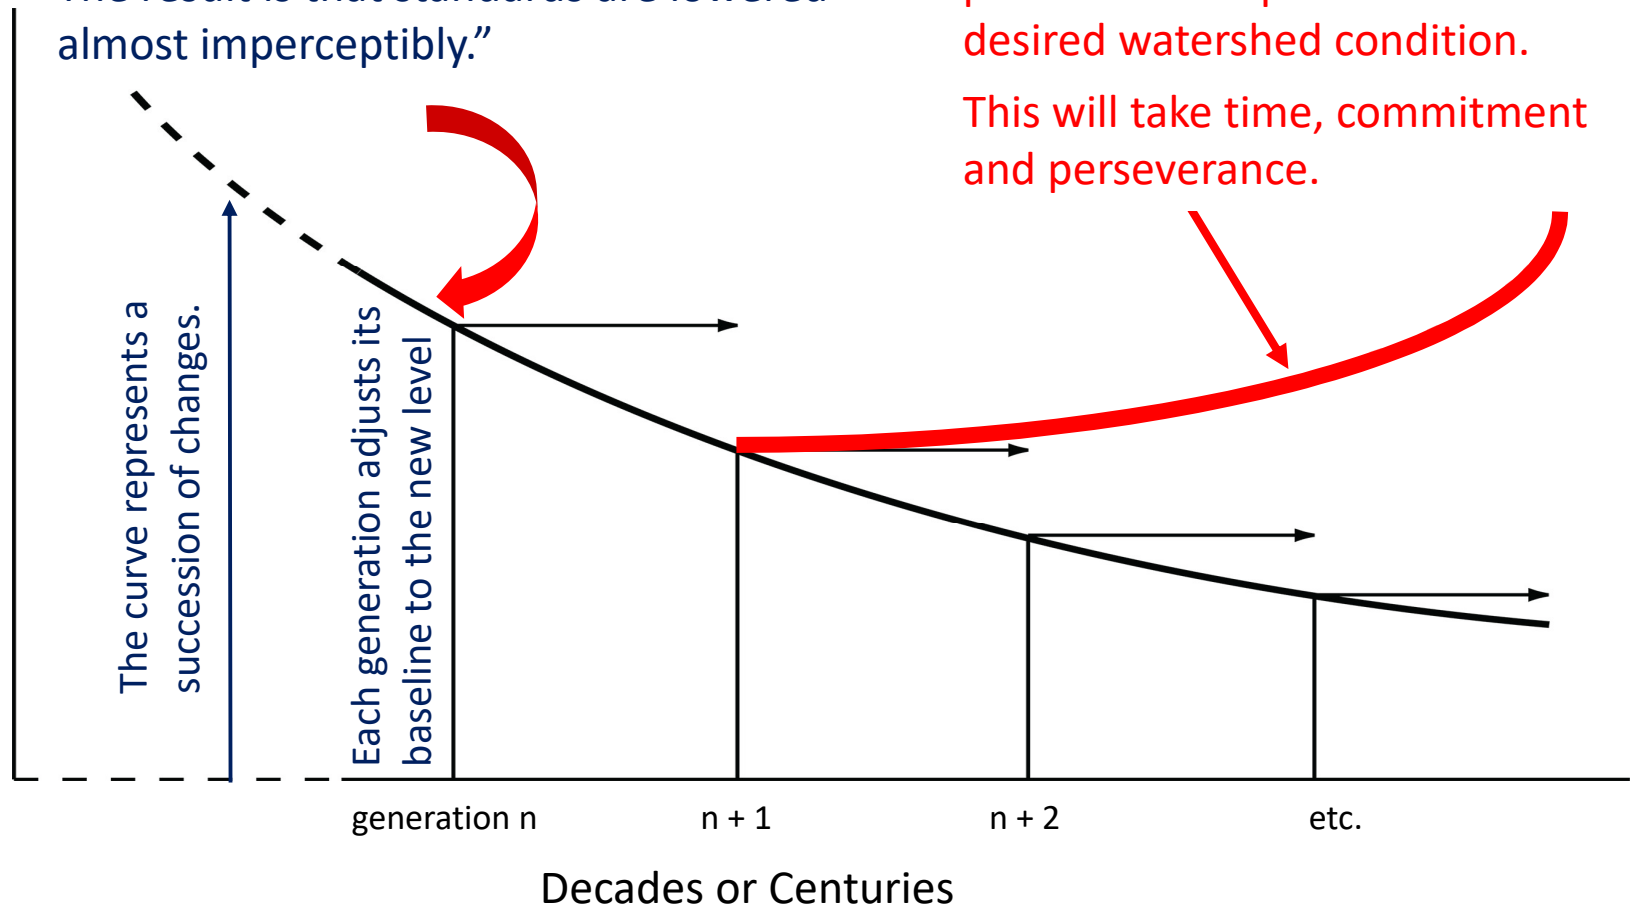 almost imperceptibly.”
desired watershed condition.
This will take time, commitment
and perseverance.
The curve represents a
succession of changes.
Each generation adjusts its
baseline to the new level
generation n
n + 1
n + 2
etc.
Decades or Centuries